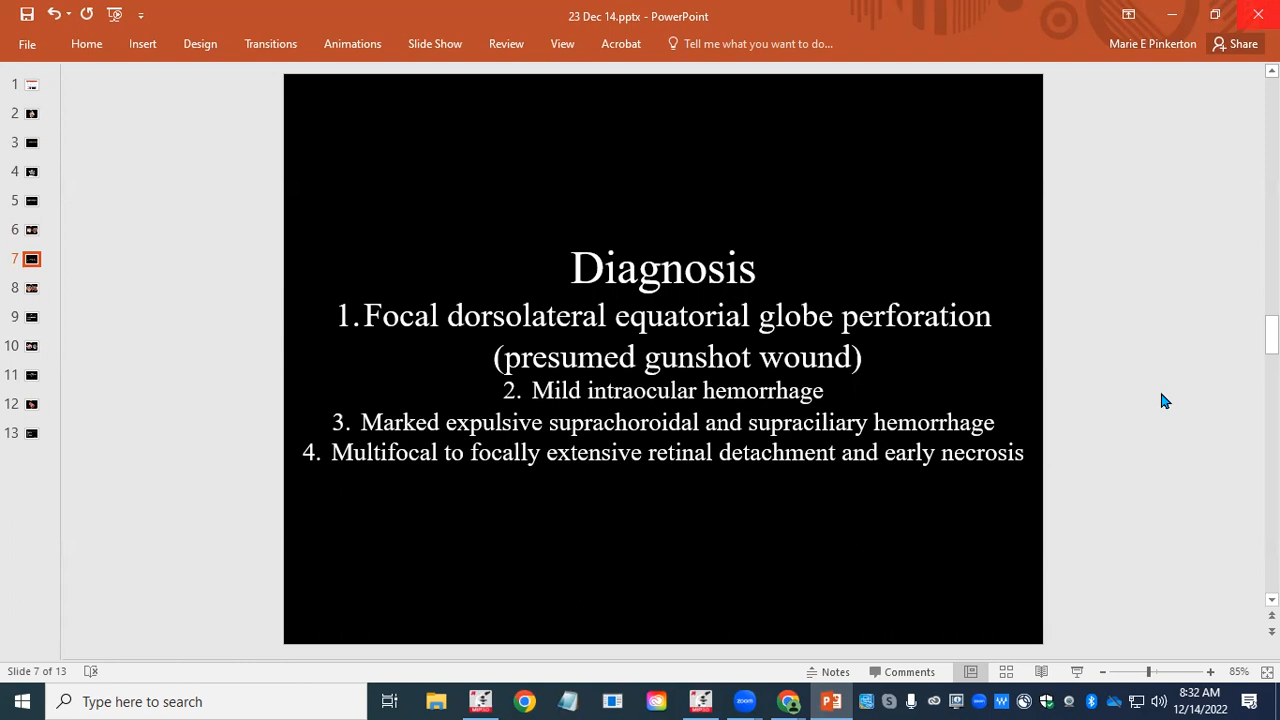 23 Dec 14.pptx - PowerPoint
File Home Insert Design Transitions Animations Slide Show Review View Acrobat Tell me what you want to do... Marie E Pinkerton Share
1
2
3
4
5
6
7
8
9
10
11
12
13
Diagnosis
1. Focal dorsolateral equatorial globe perforation
(presumed gunshot wound)
2. Mild intraocular hemorrhage
3. Marked expulsive suprachoroidal and supraciliary hemorrhage
4. Multifocal to focally extensive retinal detachment and early necrosis
Slide 7 of 13 Notes Comments 85%
Type here to search
zoom
8:32 AM
12/14/2022